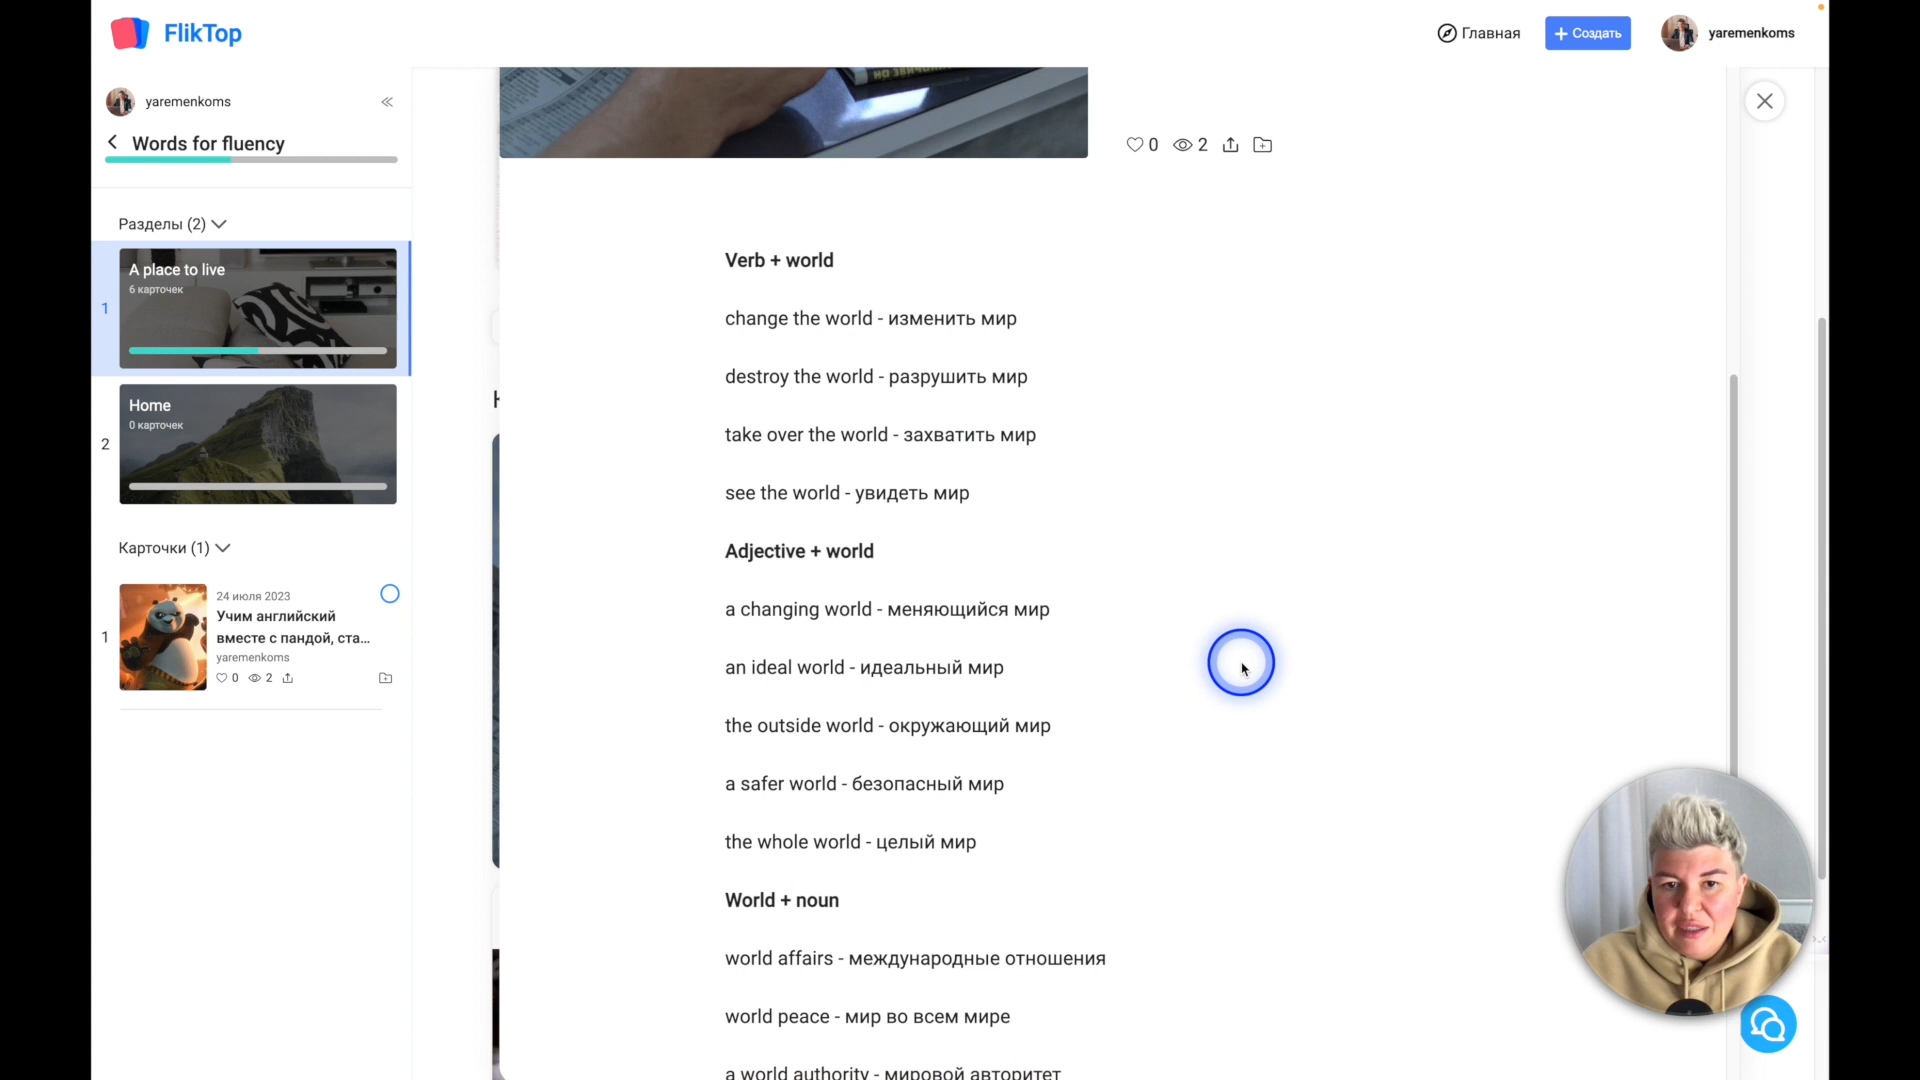 FlikTop
Главная
Создать
yaremenkoms
yaremenkoms
Words for fluency
0
2
Разделы (2)
1
A place to live
6 карточек
2
Home
0 карточек
Карточки (1)
1
24 июля 2023
Учим английский
вместе с пандой, ста...
yaremenkoms
0
2
Verb + world
change the world - изменить мир
destroy the world - разрушить мир
take over the world - захватить мир
see the world - увидеть мир
Adjective + world
a changing world - меняющийся мир
an ideal world - идеальный мир
the outside world - окружающий мир
a safer world - безопасный мир
the whole world - целый мир
World + noun
world affairs - международные отношения
world peace - мир во всем мире
a world authority - мировой авторитет